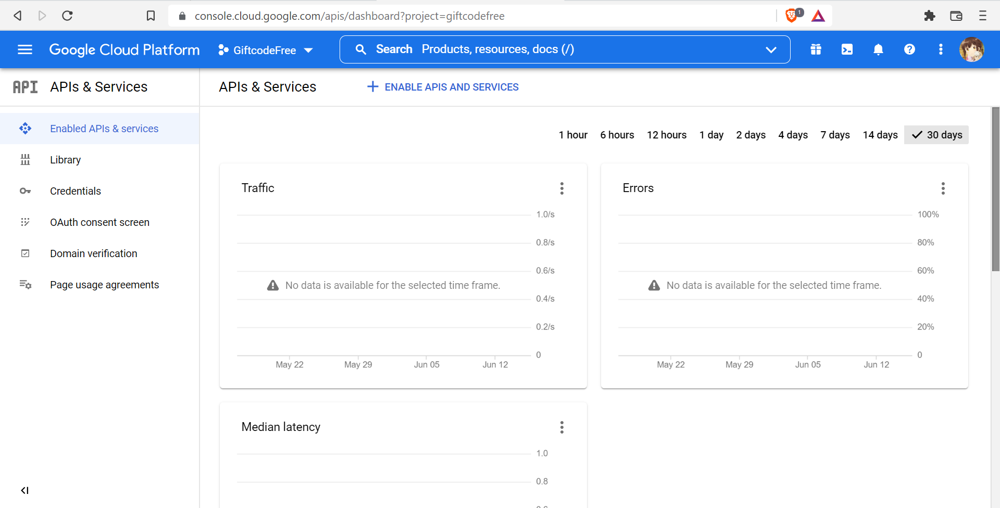 console.cloud.google.com/apis/dashboard?project=giftcodefree
1
Google Cloud Platform
GiftcodeFree
Search Products, resources, docs (/)
API APIs & Services
APIs & Services
ENABLE APIS AND SERVICES
Enabled APIs & services
Library
Credentials
OAuth consent screen
Domain verification
Page usage agreements
1 hour 6 hours 12 hours 1 day 2 days 4 days 7 days 14 days 30 days
Traffic
1.0/s
0.8/s
0.6/s
No data is available for the selected time frame.
0.4/s
0.2/s
0
May 22 May 29 Jun 05 Jun 12
Errors
100%
80%
60%
No data is available for the selected time frame.
40%
20%
0
May 22 May 29 Jun 05 Jun 12
Median latency
1.0
0.8